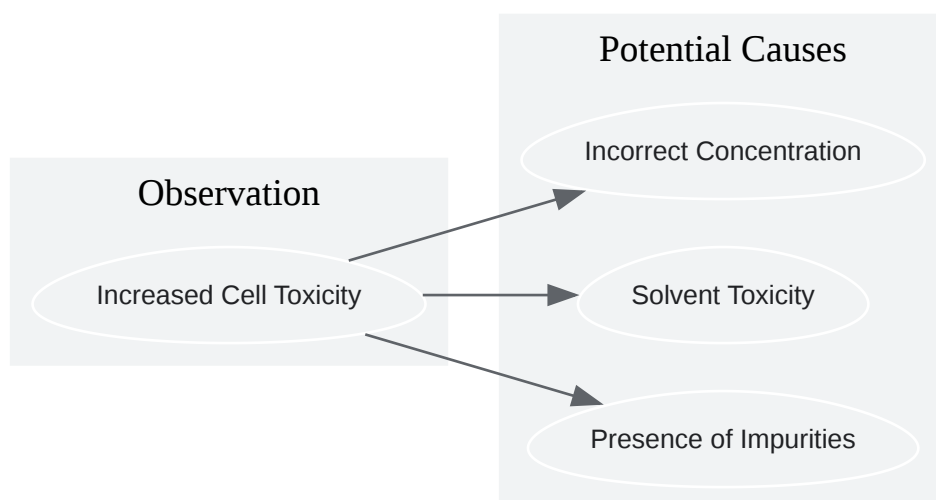 Observation
Increased Cell Toxicity
Potential Causes
Incorrect Concentration
Solvent Toxicity
Presence of Impurities